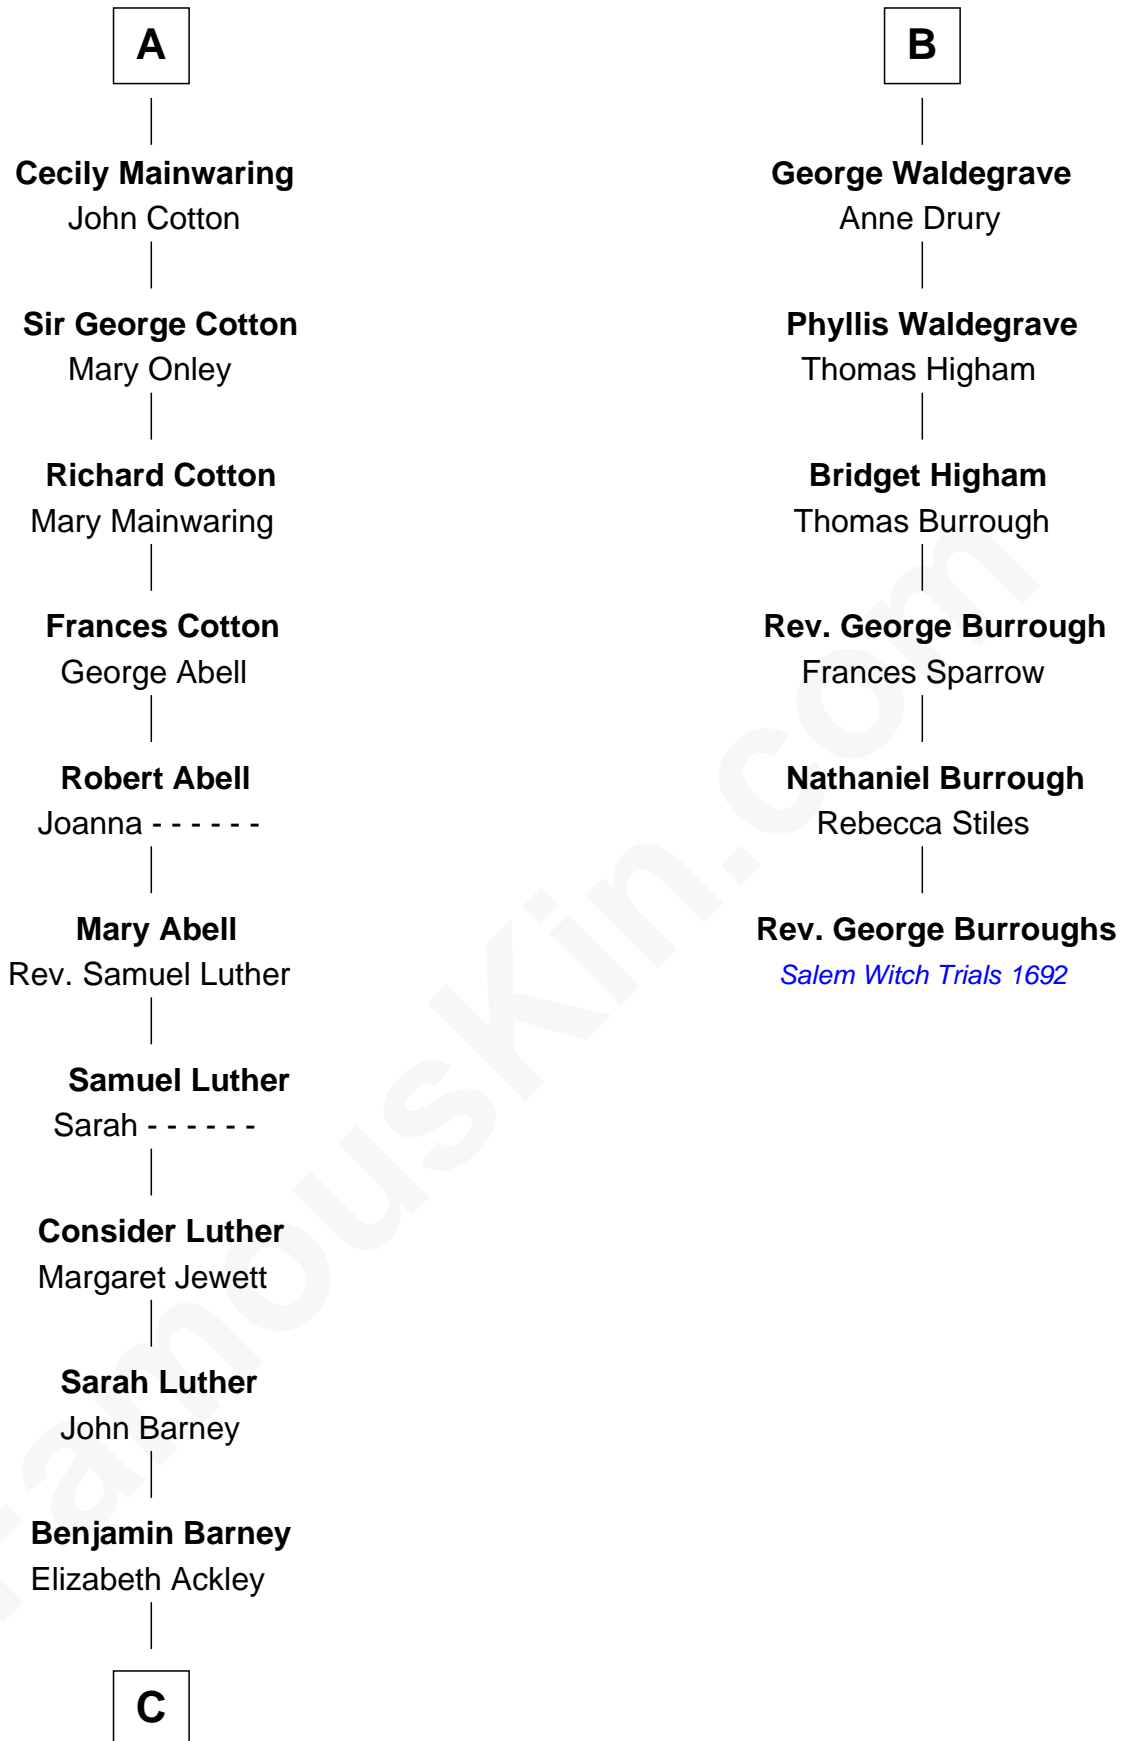 A
Cecily Mainwaring
John Cotton
Sir George Cotton
Mary Onley
Richard Cotton
Mary Mainwaring
Frances Cotton
George Abell
Robert Abell
Joanna - - - - - -
Mary Abell
Rev. Samuel Luther
Samuel Luther
Sarah - - - - - -
Consider Luther
Margaret Jewett
Sarah Luther
John Barney
Benjamin Barney
Elizabeth Ackley
C
B
George Waldegrave
Anne Drury
Phyllis Waldegrave
Thomas Higham
Bridget Higham
Thomas Burrough
Rev. George Burrough
Frances Sparrow
Nathaniel Burrough
Rebecca Stiles
Rev. George Burroughs
Salem Witch Trials 1692
FamousKin.com